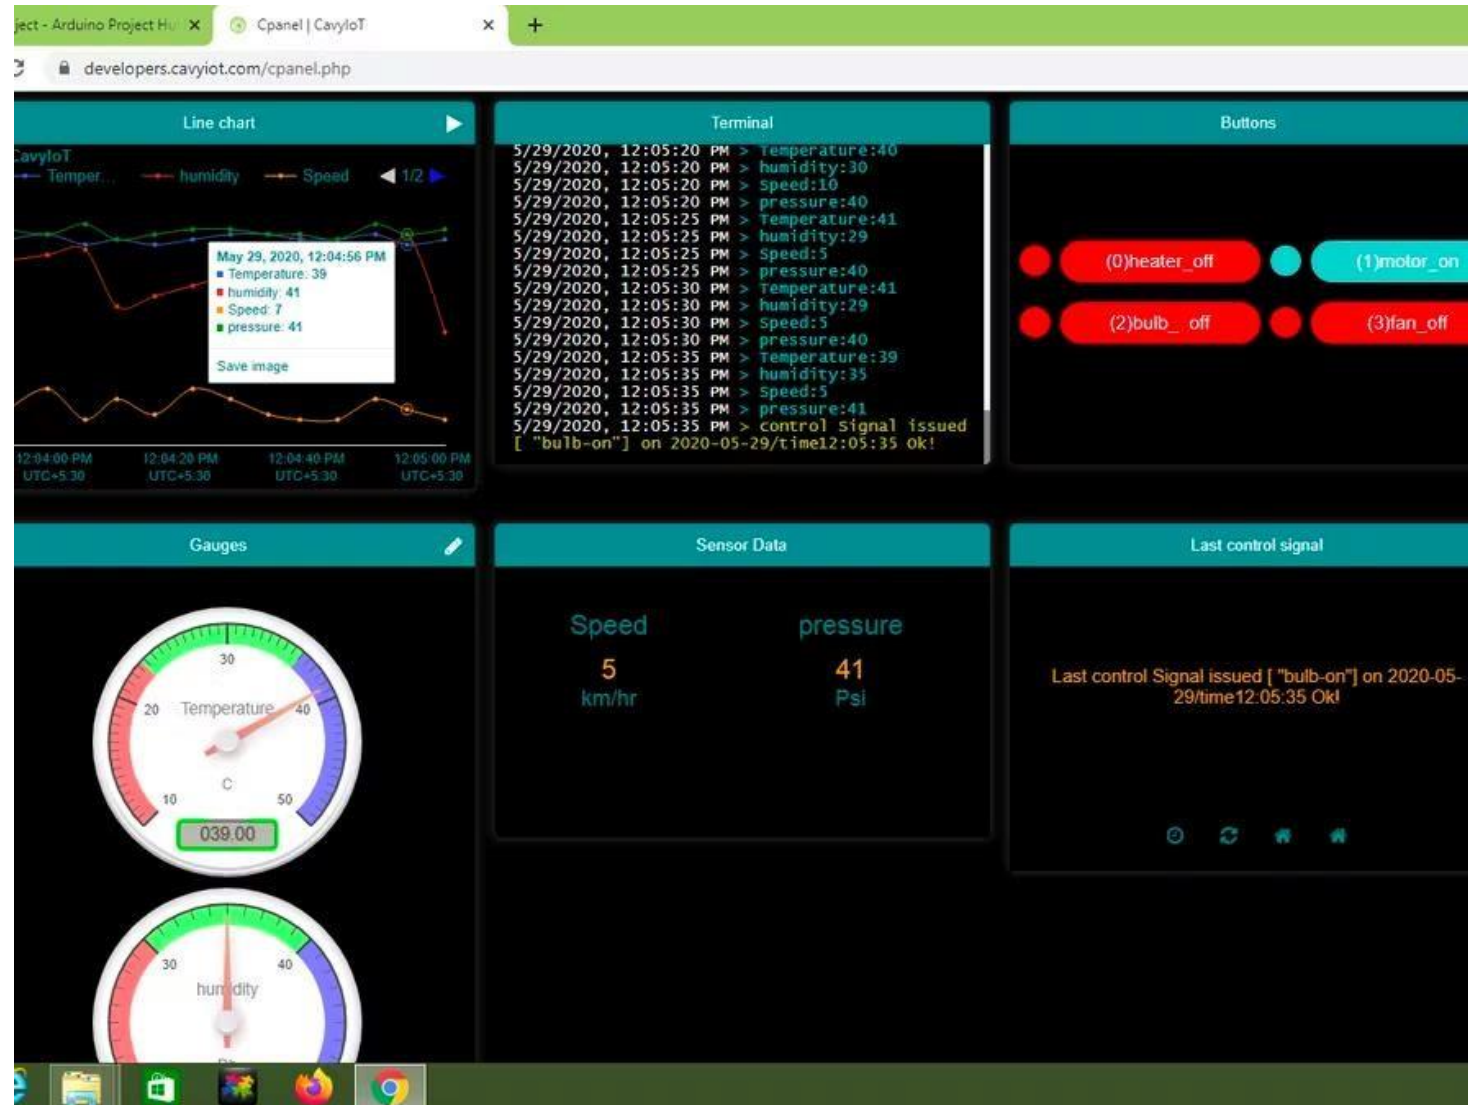 ject - Arduino Project Hu
Cpanel | CavyIoT
developers.cavyiot.com/cpanel.php
Line chart
CavyIoT
Temper...
humidity
Speed
1/2
May 29, 2020, 12:04:56 PM
Temperature: 39
humidity: 41
Speed: 7
pressure: 41
Save image
12:04:00 PM 12:04:20 PM 12:04:40 PM 12:05:00 PM
UTC+5:30 UTC+5:30 UTC+5:30 UTC+5:30
Terminal
5/29/2020, 12:05:20 PM > Temperature:40
5/29/2020, 12:05:20 PM > humidity:30
5/29/2020, 12:05:20 PM > Speed:10
5/29/2020, 12:05:20 PM > pressure:40
5/29/2020, 12:05:25 PM > Temperature:41
5/29/2020, 12:05:25 PM > humidity:29
5/29/2020, 12:05:25 PM > Speed:5
5/29/2020, 12:05:25 PM > pressure:40
5/29/2020, 12:05:30 PM > Temperature:41
5/29/2020, 12:05:30 PM > humidity:29
5/29/2020, 12:05:30 PM > Speed:5
5/29/2020, 12:05:30 PM > pressure:40
5/29/2020, 12:05:35 PM > Temperature:39
5/29/2020, 12:05:35 PM > humidity:35
5/29/2020, 12:05:35 PM > Speed:5
5/29/2020, 12:05:35 PM > pressure:41
5/29/2020, 12:05:35 PM > control Signal issued
[ "bulb-on"] on 2020-05-29/time12:05:35 Ok!
Buttons
(0)heater_off
(1)motor_on
(2)bulb_ off
(3)fan_off
Gauges
30
20 Temperature 40
C
10 50
039.00
30 40
humidity
Sensor Data
Speed pressure
5 41
km/hr Psi
Last control signal
Last control Signal issued [ "bulb-on"] on 2020-05-
29/time12:05:35 Ok!